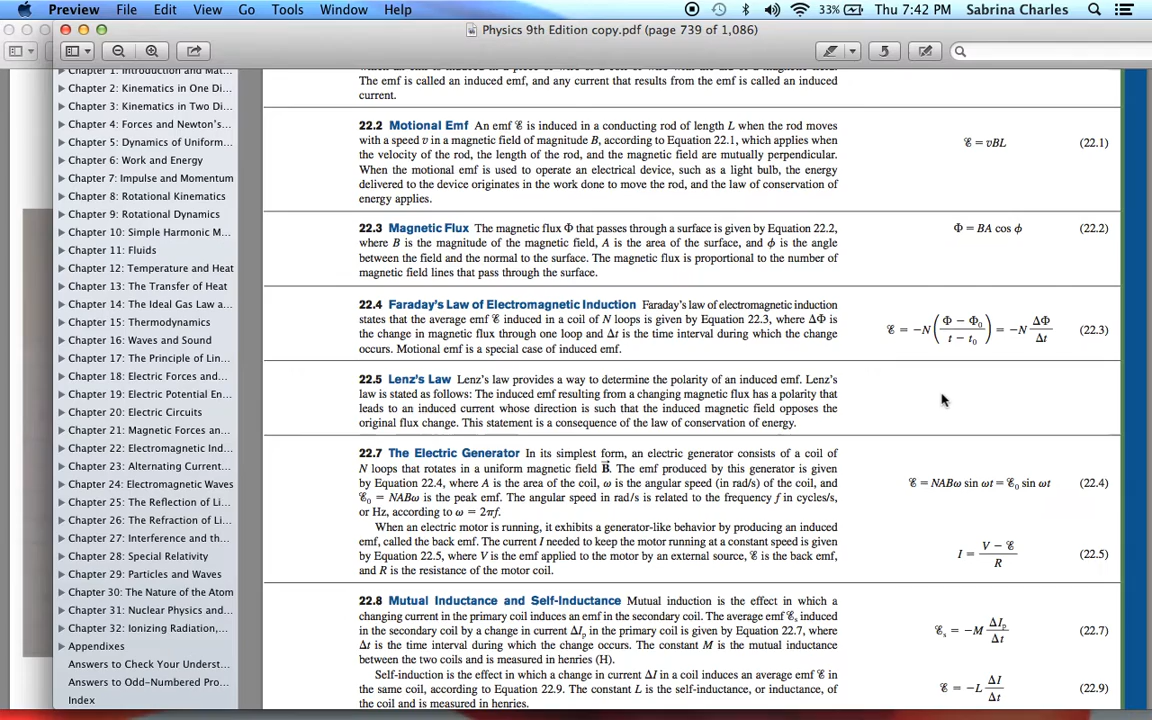 Preview File Edit View Go Tools Window Help 33% Thu 7:42 PM Sabrina Charles
Physics 9th Edition copy.pdf (page 739 of 1,086)
Chapter 1: Introduction and Mat...
Chapter 2: Kinematics in One Di...
Chapter 3: Kinematics in Two Di...
Chapter 4: Forces and Newton's...
Chapter 5: Dynamics of Uniform...
Chapter 6: Work and Energy
Chapter 7: Impulse and Momentum
Chapter 8: Rotational Kinematics
Chapter 9: Rotational Dynamics
Chapter 10: Simple Harmonic M...
Chapter 11: Fluids
Chapter 12: Temperature and Heat
Chapter 13: The Transfer of Heat
Chapter 14: The Ideal Gas Law a...
Chapter 15: Thermodynamics
Chapter 16: Waves and Sound
Chapter 17: The Principle of Lin...
Chapter 18: Electric Forces and...
Chapter 19: Electric Potential En...
Chapter 20: Electric Circuits
Chapter 21: Magnetic Forces an...
Chapter 22: Electromagnetic Ind...
Chapter 23: Alternating Current...
Chapter 24: Electromagnetic Waves
Chapter 25: The Reflection of Li...
Chapter 26: The Refraction of Li...
Chapter 27: Interference and th...
Chapter 28: Special Relativity
Chapter 29: Particles and Waves
Chapter 30: The Nature of the Atom
Chapter 31: Nuclear Physics and...
Chapter 32: Ionizing Radiation,...
Appendixes
Answers to Check Your Underst...
Answers to Odd-Numbered Pro...
Index
The emf is called an induced emf, and any current that results from the emf is called an induced
current.
22.2 Motional Emf An emf ℰ is induced in a conducting rod of length L when the rod moves
with a speed v in a magnetic field of magnitude B, according to Equation 22.1, which applies when
the velocity of the rod, the length of the rod, and the magnetic field are mutually perpendicular.
When the motional emf is used to operate an electrical device, such as a light bulb, the energy
delivered to the device originates in the work done to move the rod, and the law of conservation of
energy applies.
ℰ = vBL (22.1)
22.3 Magnetic Flux The magnetic flux Φ that passes through a surface is given by Equation 22.2,
where B is the magnitude of the magnetic field, A is the area of the surface, and ϕ is the angle
between the field and the normal to the surface. The magnetic flux is proportional to the number of
magnetic field lines that pass through the surface.
Φ = BA cos ϕ (22.2)
22.4 Faraday's Law of Electromagnetic Induction Faraday's law of electromagnetic induction
states that the average emf ℰ induced in a coil of N loops is given by Equation 22.3, where ΔΦ is
the change in magnetic flux through one loop and Δt is the time interval during which the change
occurs. Motional emf is a special case of induced emf.
ℰ = −N((Φ − Φ₀)/(t − t₀)) = −N ΔΦ/Δt (22.3)
22.5 Lenz's Law Lenz's law provides a way to determine the polarity of an induced emf. Lenz's
law is stated as follows: The induced emf resulting from a changing magnetic flux has a polarity that
leads to an induced current whose direction is such that the induced magnetic field opposes the
original flux change. This statement is a consequence of the law of conservation of energy.
22.7 The Electric Generator In its simplest form, an electric generator consists of a coil of
N loops that rotates in a uniform magnetic field B⃗. The emf produced by this generator is given
by Equation 22.4, where A is the area of the coil, ω is the angular speed (in rad/s) of the coil, and
ℰ₀ = NABω is the peak emf. The angular speed in rad/s is related to the frequency f in cycles/s,
or Hz, according to ω = 2πf.
ℰ = NABω sin ωt = ℰ₀ sin ωt (22.4)
When an electric motor is running, it exhibits a generator-like behavior by producing an induced
emf, called the back emf. The current I needed to keep the motor running at a constant speed is given
by Equation 22.5, where V is the emf applied to the motor by an external source, ℰ is the back emf,
and R is the resistance of the motor coil.
I = (V − ℰ)/R (22.5)
22.8 Mutual Inductance and Self-Inductance Mutual induction is the effect in which a
changing current in the primary coil induces an emf in the secondary coil. The average emf ℰₛ induced
in the secondary coil by a change in current ΔIₚ in the primary coil is given by Equation 22.7, where
Δt is the time interval during which the change occurs. The constant M is the mutual inductance
between the two coils and is measured in henries (H).
ℰₛ = −M ΔIₚ/Δt (22.7)
Self-induction is the effect in which a change in current ΔI in a coil induces an average emf ℰ in
the same coil, according to Equation 22.9. The constant L is the self-inductance, or inductance, of
the coil and is measured in henries.
ℰ = −L ΔI/Δt (22.9)